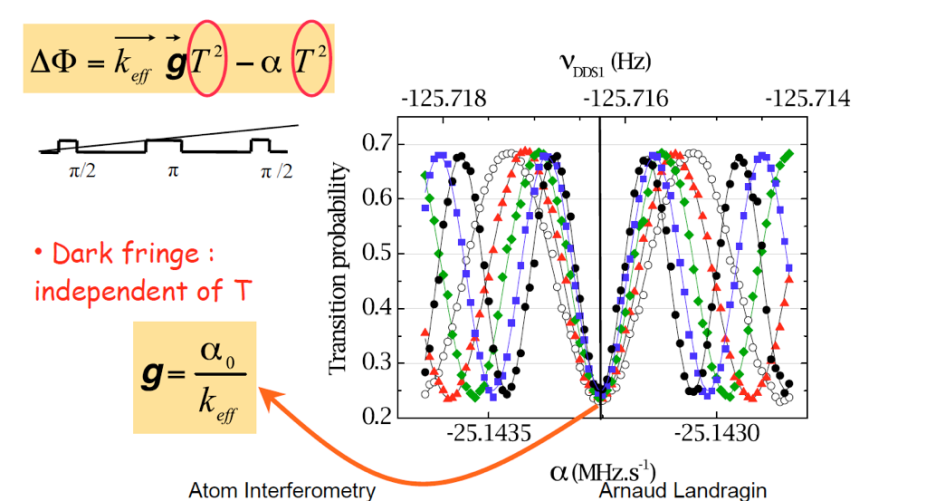 ΔΦ = k_eff g T² – α T²
π/2 π π /2
• Dark fringe :
independent of T
g = α₀ / k_eff
ν_DDS1 (Hz)
-125.718 -125.716 -125.714
Transition probability
0.7
0.6
0.5
0.4
0.3
0.2
-25.1435 -25.1430
α (MHz.s⁻¹)
Atom Interferometry
Arnaud Landragin